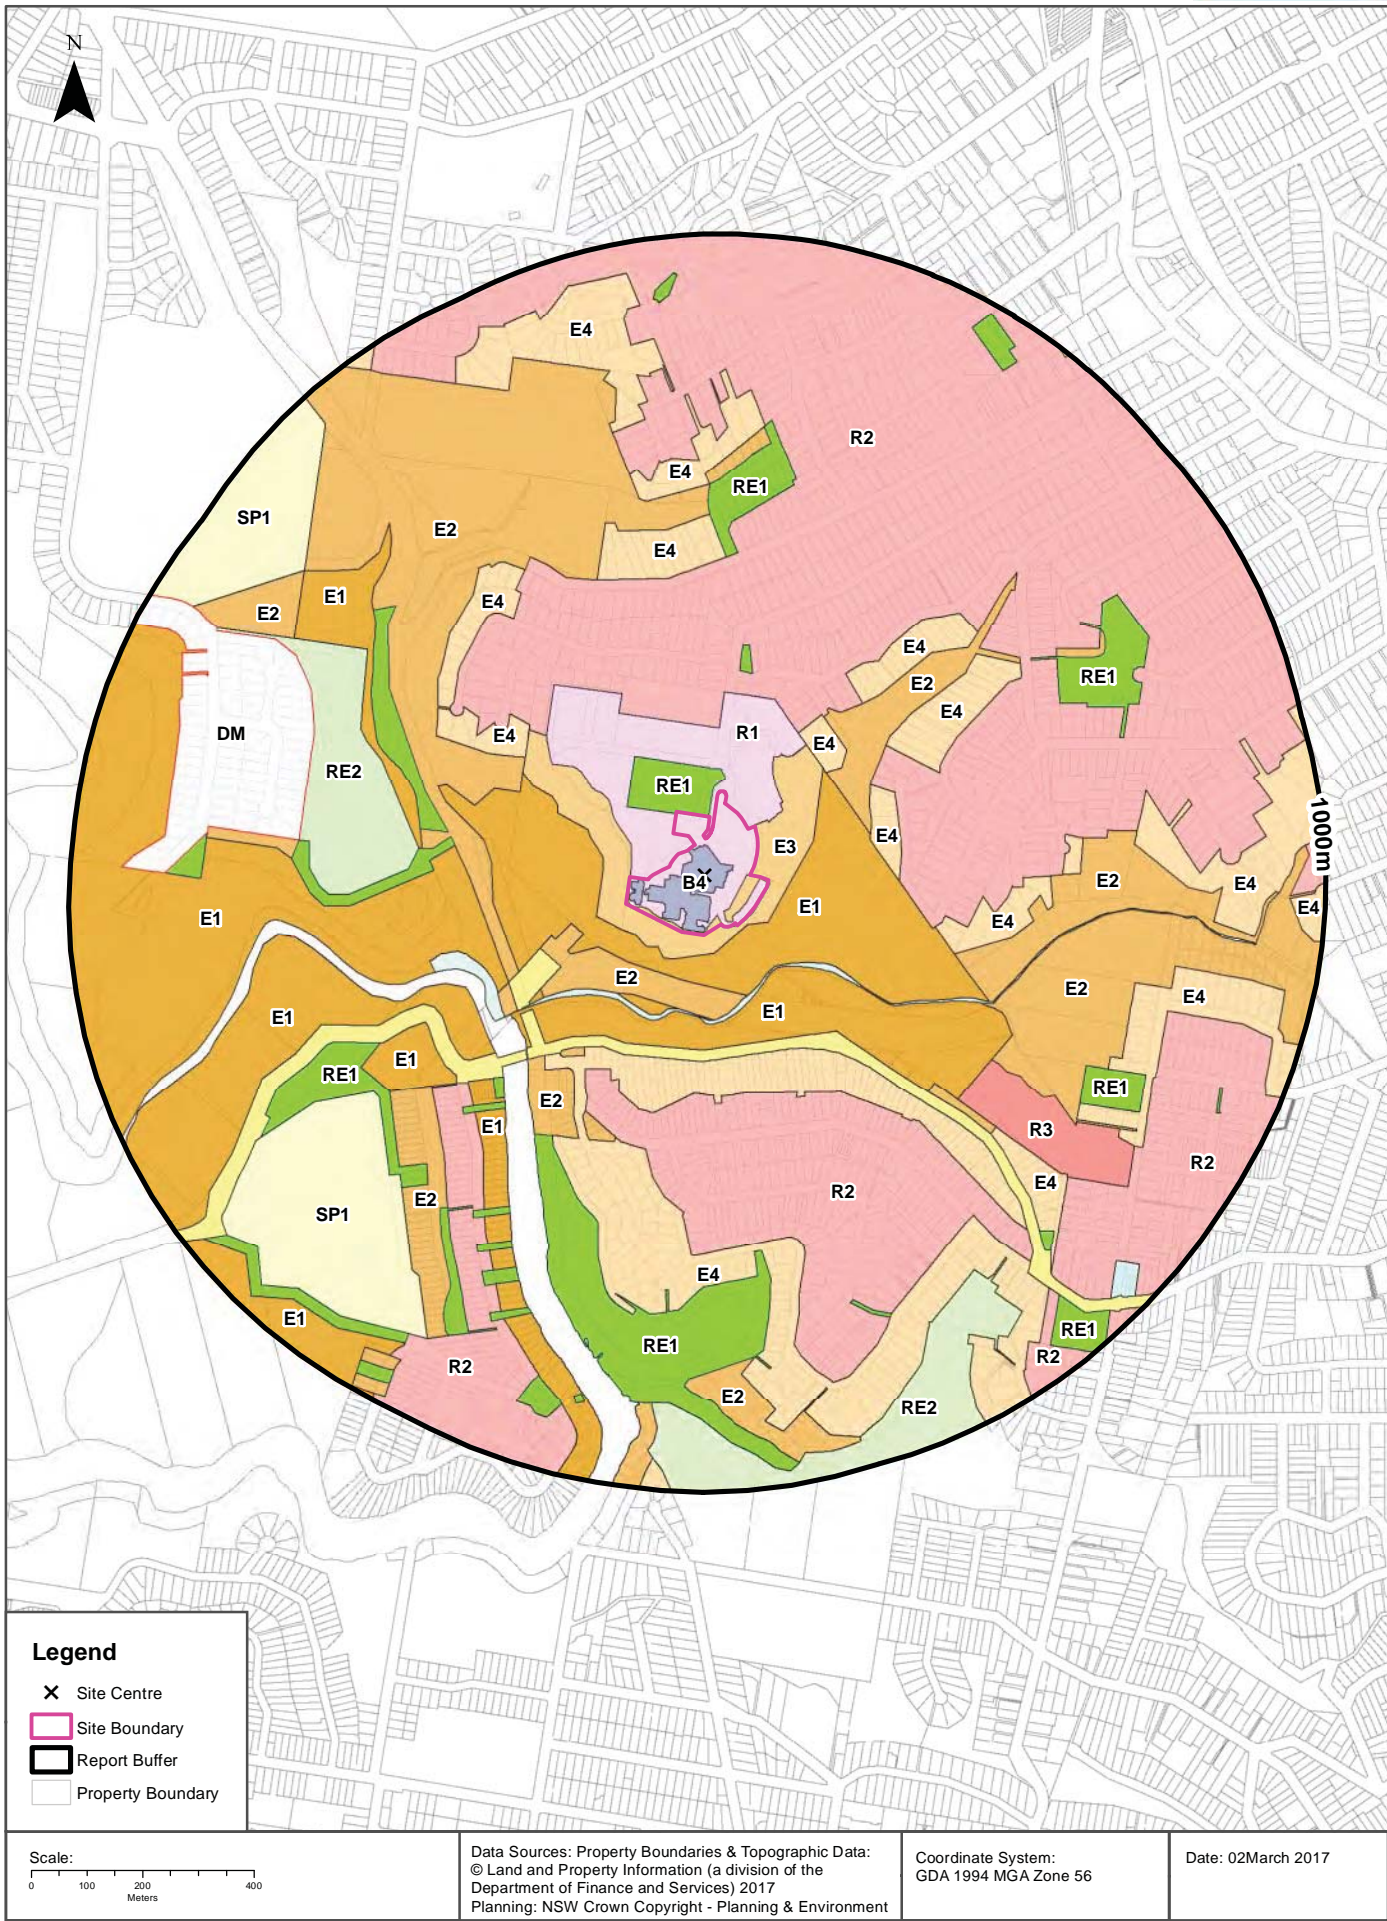 N
E4
R2
E4
RE1
SP1
E2
E4
E2
E1
E4
E4
E2
RE1
E4
DM
R1
E4
E4
RE2
RE1
1000m
E4
E3
B4
E2
E4
E1
E4
E1
E4
E2
E2
E4
E1
E1
E1
RE1
RE1
E2
E1
R3
R2
E4
R2
E2
SP1
E4
E1
RE1
RE1
R2
R2
E2
RE2
Legend
Site Centre
Site Boundary
Report Buffer
Property Boundary
Scale:
0 100 200 400
Meters
Data Sources: Property Boundaries & Topographic Data:
© Land and Property Information (a division of the
Department of Finance and Services) 2017
Planning: NSW Crown Copyright - Planning & Environment
Coordinate System:
GDA 1994 MGA Zone 56
Date: 02March 2017